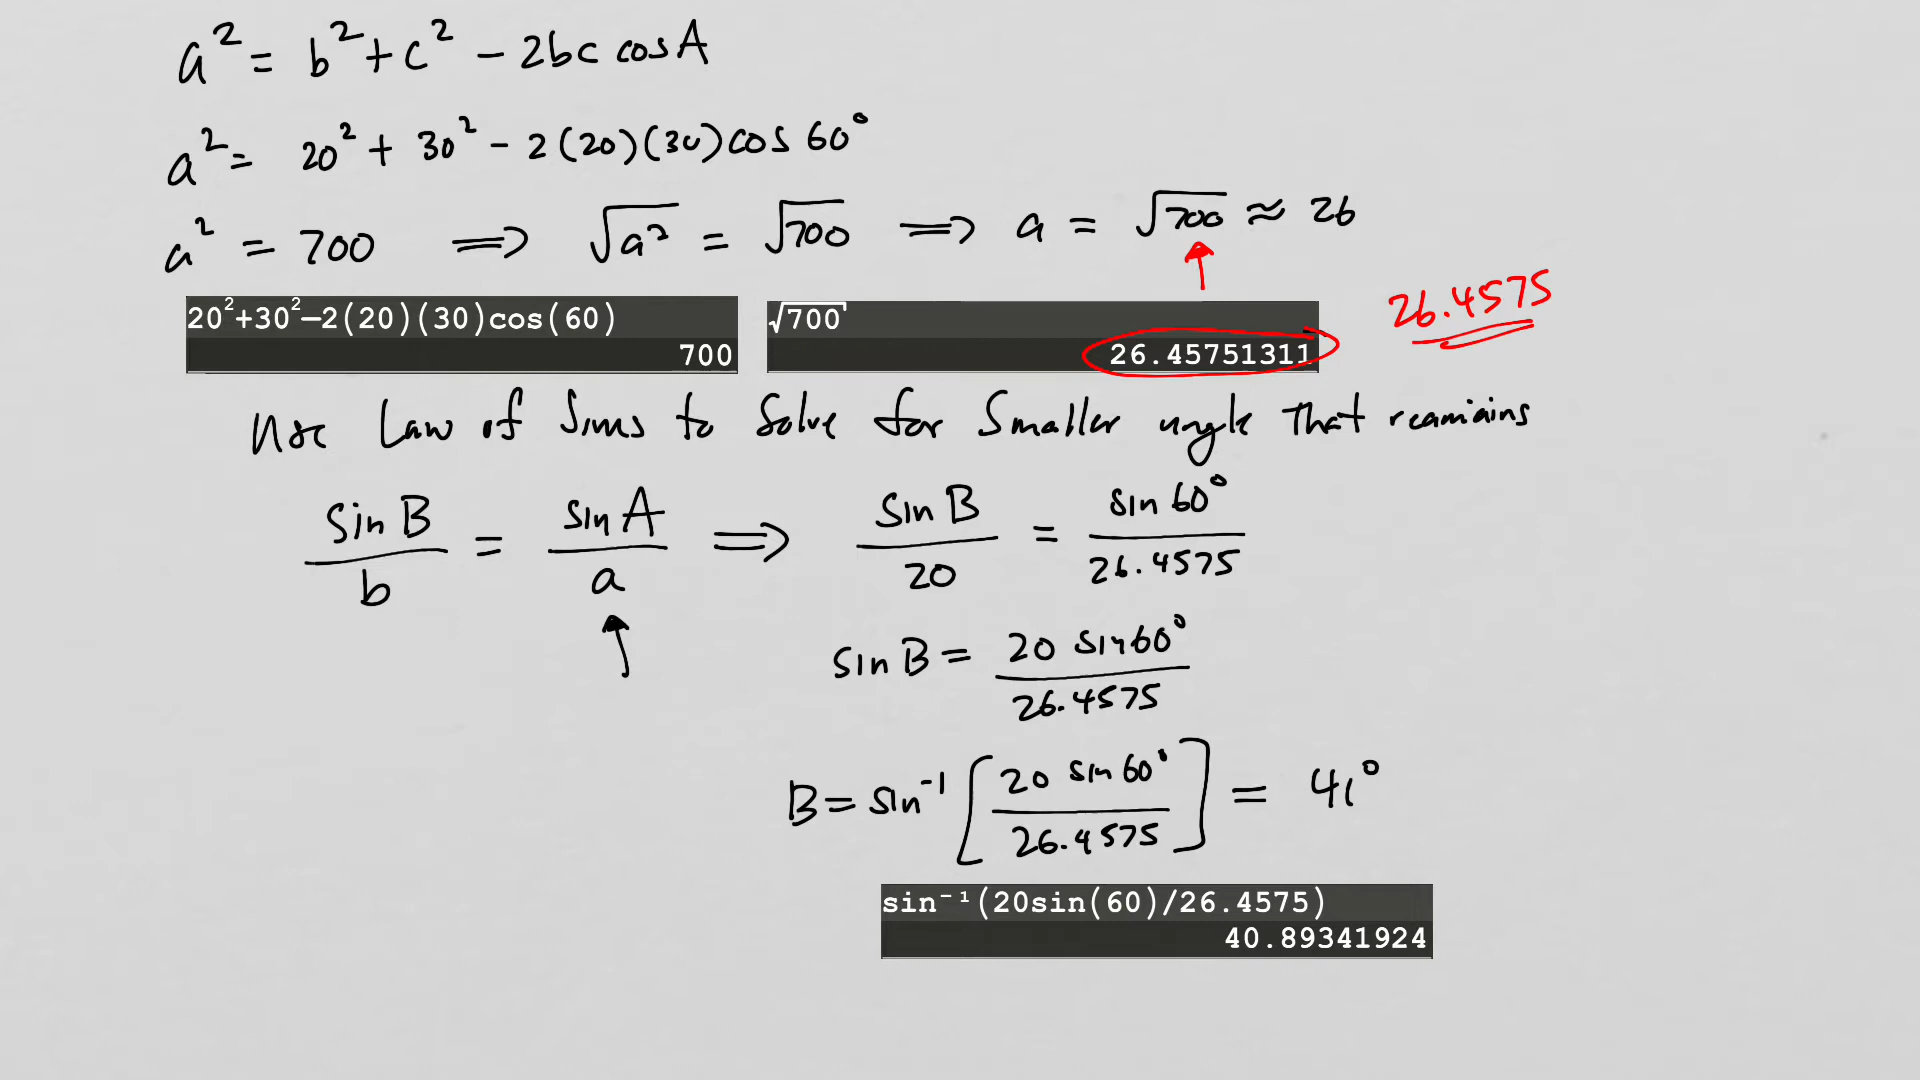 a² = b² + c² - 2bc cos A
a² = 20² + 30² - 2(20)(30)cos 60°
a² = 700 ⟹ √a² = √700 ⟹ a = √700 ≈ 26
20²+30²−2(20)(30)cos(60)
700
√700
26.45751311
26.4575
Use Law of Sines to Solve for Smaller angle That reamins
sin B / b = sin A / a ⟹ sin B / 20 = sin 60° / 26.4575
sin B = 20 sin 60° / 26.4575
B = sin⁻¹ [20 sin 60° / 26.4575] = 41°
sin⁻¹(20sin(60)/26.4575)
40.89341924